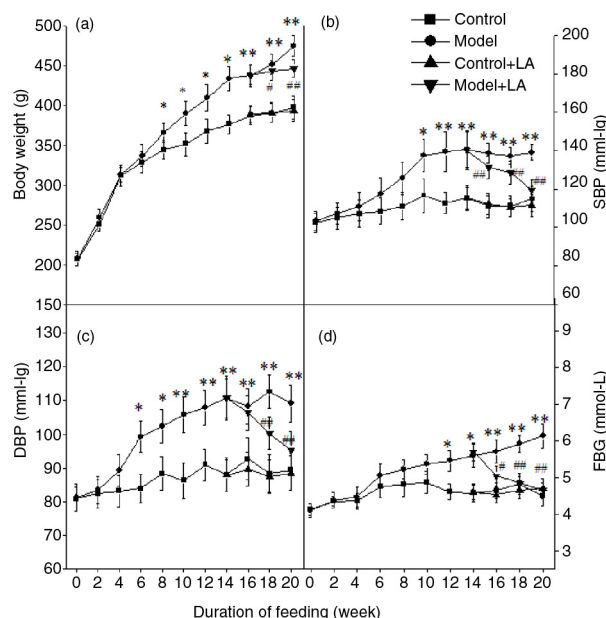 (a)
500
450
400
350
300
250
200
150
Body weight (g)
* * * * ** ** **
# ##
(b)
Control
Model
Control+LA
Model+LA
200
180
160
140
120
100
80
60
SBP (mml-lg)
* ** ** ** ** **
## ## ##
(c)
130
120
110
100
90
80
70
60
DBP (mml-lg)
* * ** ** ** ** ** **
## ##
0 2 4 6 8 10 12 14 16 18 20
(d)
9
7
6
5
4
3
FBG (mmol-L)
* * ** ** **
# ## ##
0 2 4 6 8 10 12 14 16 18 20
Duration of feeding (week)